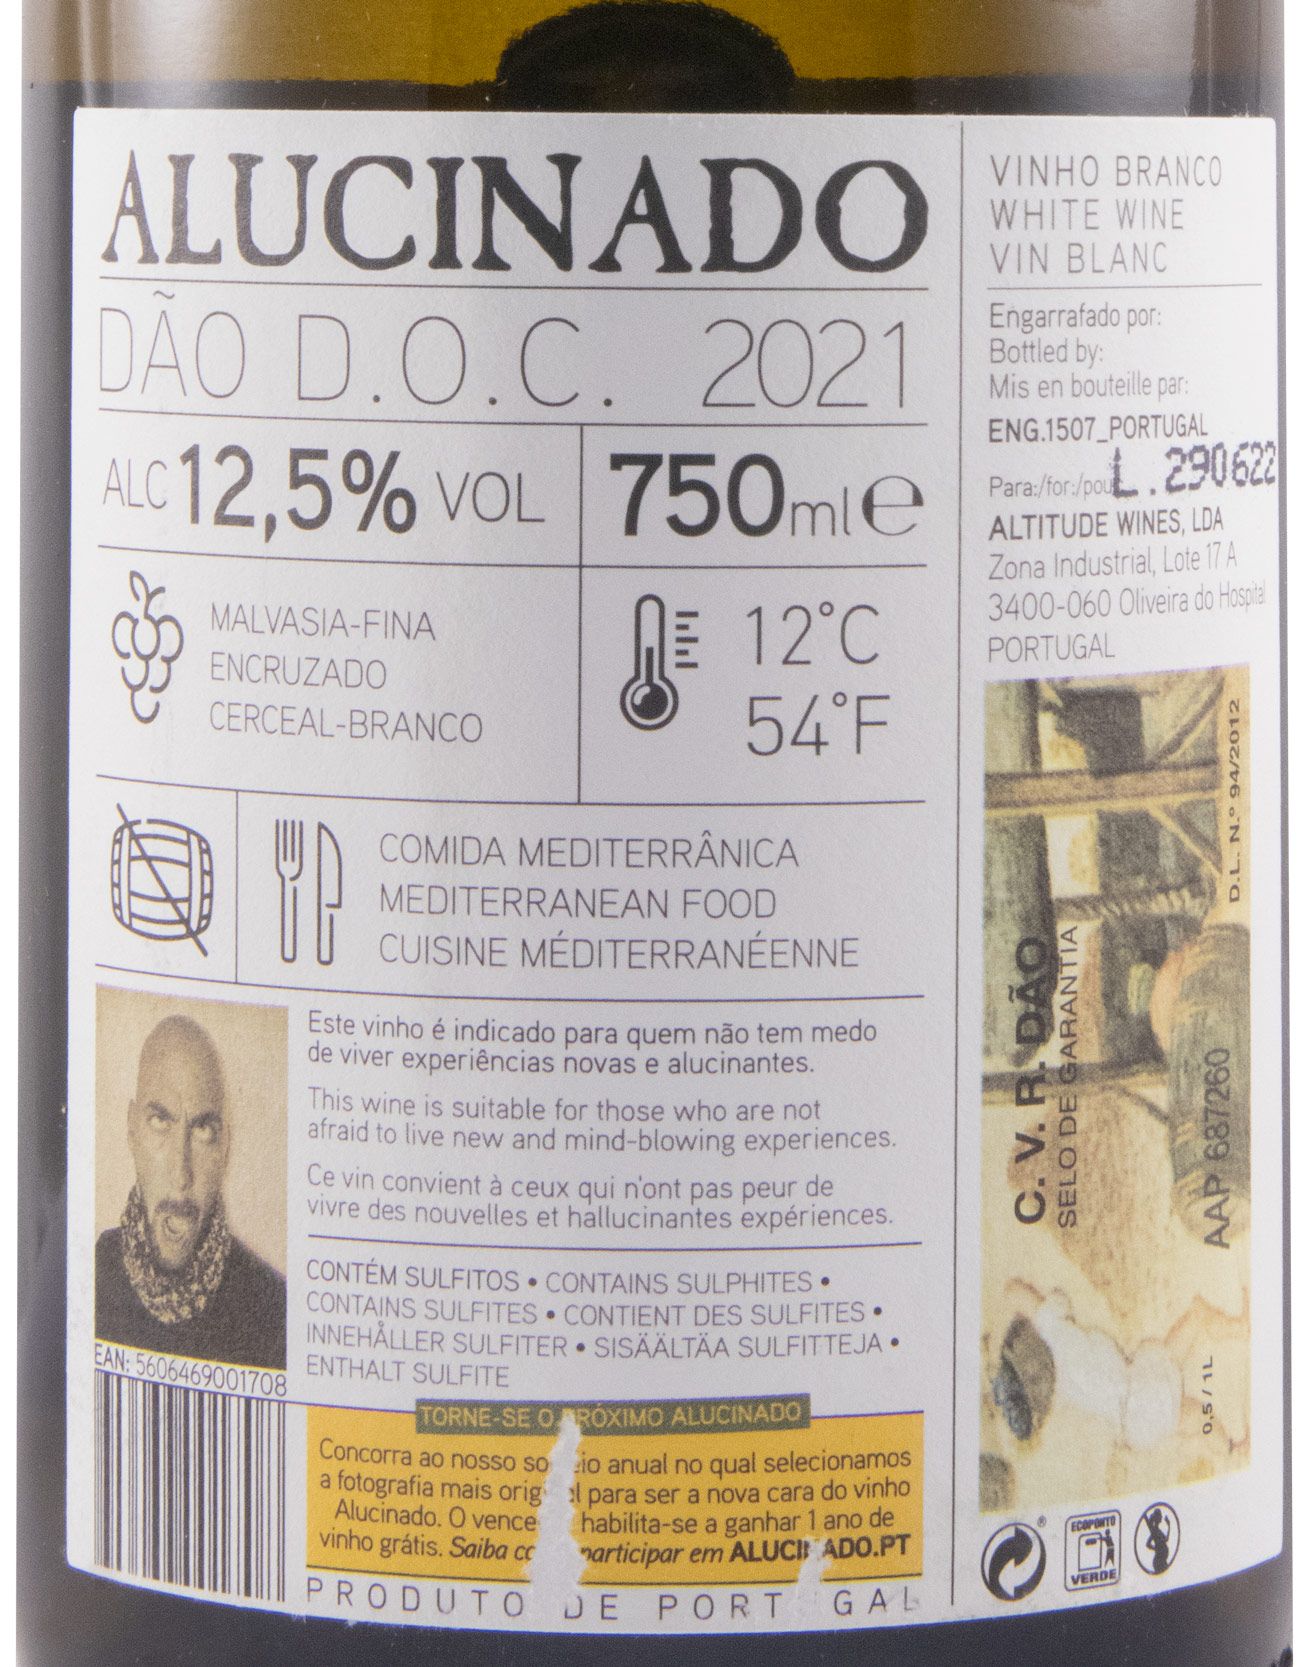 ALUCINADO
DÃO D.O.C. 2021
ALC 12,5% VOL
750ml e
MALVASIA-FINA
ENCRUZADO
CERCEAL-BRANCO
12°C
54°F
COMIDA MEDITERRÂNICA
MEDITERRANEAN FOOD
CUISINE MÉDITERRANÉENNE
Este vinho é indicado para quem não tem medo
de viver experiências novas e alucinantes.
This wine is suitable for those who are not
afraid to live new and mind-blowing experiences.
Ce vin convient à ceux qui n'ont pas peur de
vivre des nouvelles et hallucinantes expériences.
CONTÉM SULFITOS • CONTAINS SULPHITES •
CONTAINS SULFITES • CONTIENT DES SULFITES •
INNEHÅLLER SULFITER • SISÄÄLTÄÄ SULFITTEJA •
ENTHALT SULFITE
EAN: 5606469001708
TORNE-SE O PRÓXIMO ALUCINADO
Concorra ao nosso anual no qual selecionamos
a fotografia mais para ser a nova cara do vinho
Alucinado. O habilita-se a ganhar 1 ano de
vinho grátis. Saiba participar em ALUCINADO.PT
PRODUTO DE PORTUGAL
VINHO BRANCO
WHITE WINE
VIN BLANC
Engarrafado por:
Bottled by:
Mis en bouteille par:
ENG.1507_PORTUGAL
L.290622
Para:/for:/pou
ALTITUDE WINES, LDA
Zona Industrial, Lote 17 A
3400-060 Oliveira do Hospital
PORTUGAL
C. V. R. DÃO
SELO DE GARANTIA
AAP 687260
D.L. N.º 94/2012
0,5 / 1L
®
ECOPONTO
VERDE